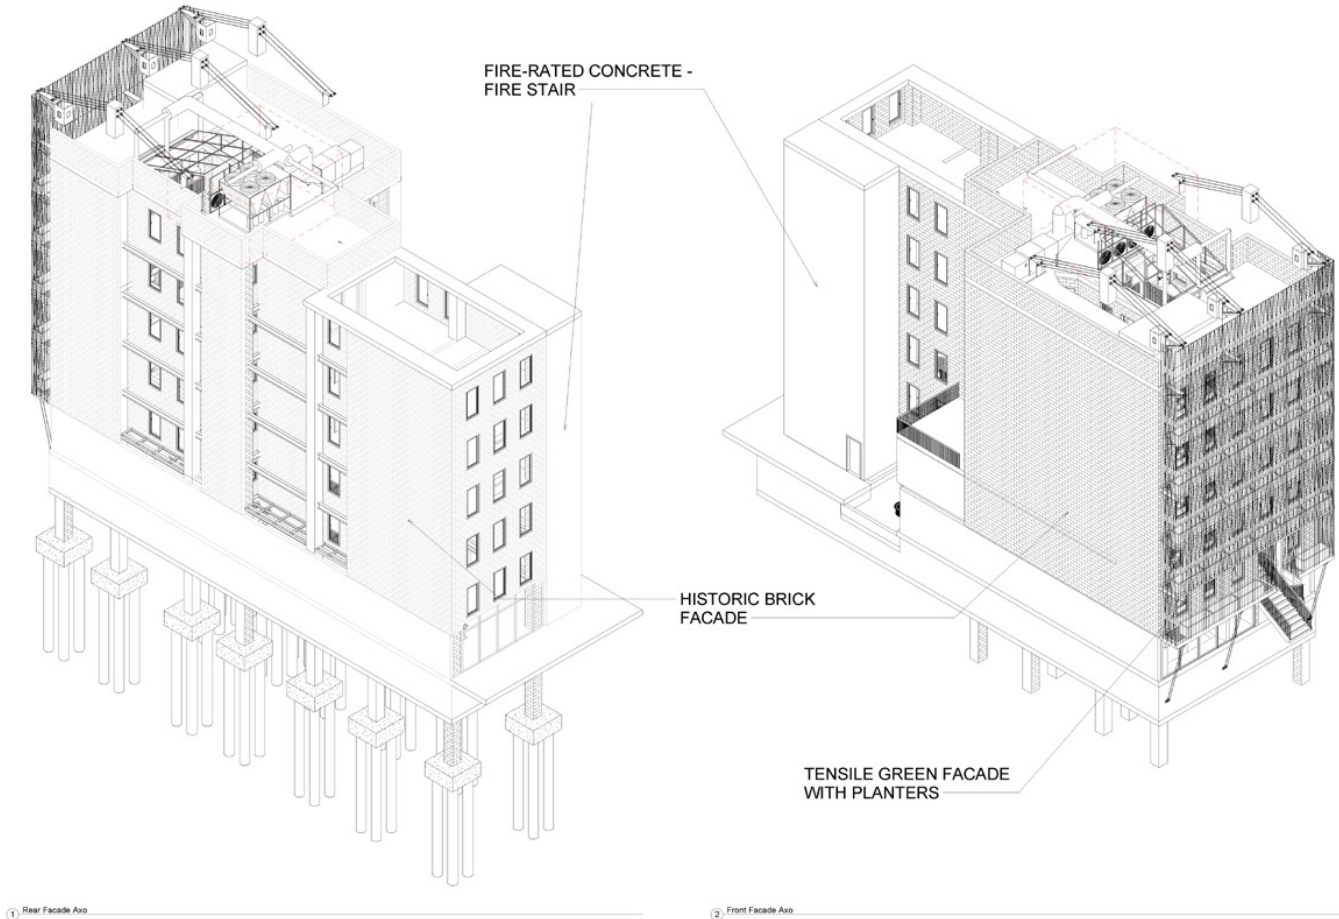 FIRE-RATED CONCRETE -
FIRE STAIR
HISTORIC BRICK
FACADE
TENSILE GREEN FACADE
WITH PLANTERS
1 Rear Facade Axo
2 Front Facade Axo